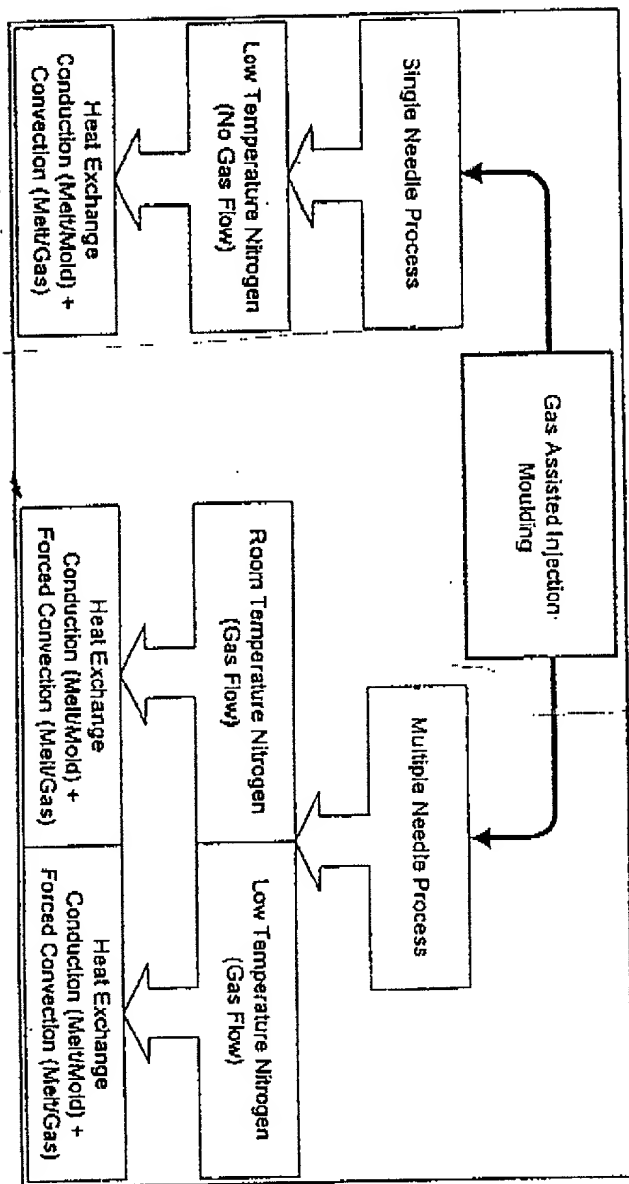 Gas Assisted Injection
Moulding
Single Needle Process
Multiple Needle Process
Low Temperature Nitrogen
(No Gas Flow)
Room Temperature Nitrogen
(Gas Flow)
Low Temperature Nitrogen
(Gas Flow)
Heat Exchange
Conduction (Melt/Mold) +
Convection (Melt/Gas)
Heat Exchange
Conduction (Melt/Mold) +
Forced Convection (Melt/Gas)
Heat Exchange
Conduction (Melt/Mold) +
Forced Convection (Melt/Gas)